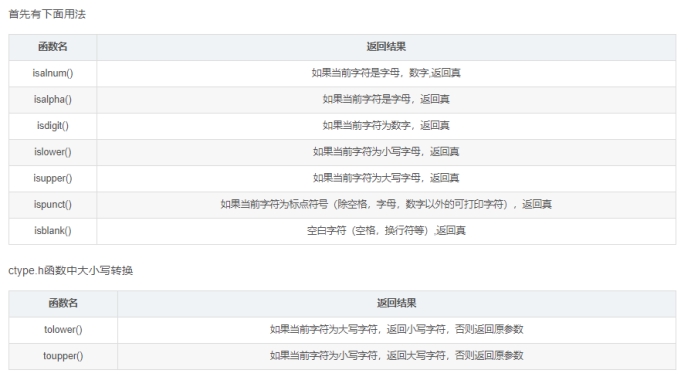 首先有下面用法
函数名 返回结果
isalnum() 如果当前字符是字母，数字,返回真
isalpha() 如果当前字符是字母，返回真
isdigit() 如果当前字符为数字，返回真
islower() 如果当前字符为小写字母，返回真
isupper() 如果当前字符为大写字母，返回真
ispunct() 如果当前字符为标点符号（除空格，字母，数字以外的可打印字符），返回真
isblank() 空白字符（空格，换行符等）,返回真
ctype.h函数中大小写转换
函数名 返回结果
tolower() 如果当前字符为大写字符，返回小写字符，否则返回原参数
toupper() 如果当前字符为小写字符，返回大写字符，否则返回原参数